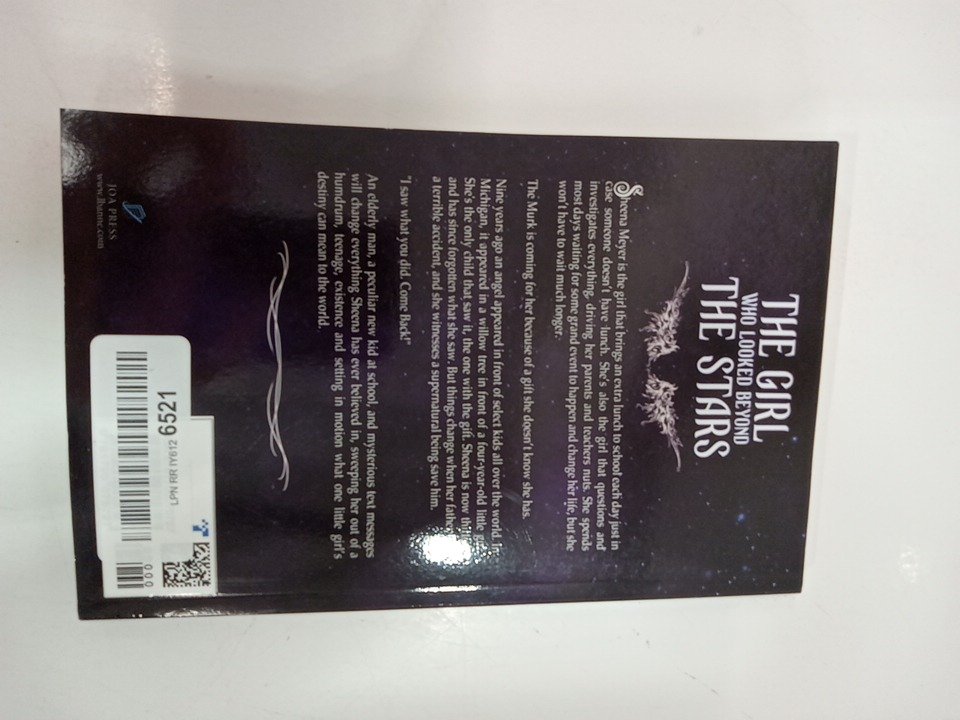 THE GIRL
WHO LOOKED BEYOND
THE STARS
Sheena Meyer is the girl that brings an extra lunch to school each day just in
case someone doesn't have lunch. She's also the girl that questions and
investigates everything, driving her parents and teachers nuts. She spends
most days waiting for some grand event to happen and change her life, but she
won't have to wait much longer.
The Murk is coming for her because of a gift she doesn't know she has.
Nine years ago an angel appeared in front of select kids all over the world. In
Michigan, it appeared in a willow tree in front of a four-year-old little
She's the only child that saw it, the one with the gift. Sheena is now
and has since forgotten what she saw. But things change when her father
a terrible accident, and she witnesses a supernatural being save him.
"I saw what you did. Come Back!"
An elderly man, a peculiar new kid at school, and mysterious text messages
will change everything Sheena has ever believed in, sweeping her out of a
humdrum, teenage, existence and setting in motion what one little girl's
destiny can mean to the world.
JOA PRESS
LPN RIR IYB12 6521
000